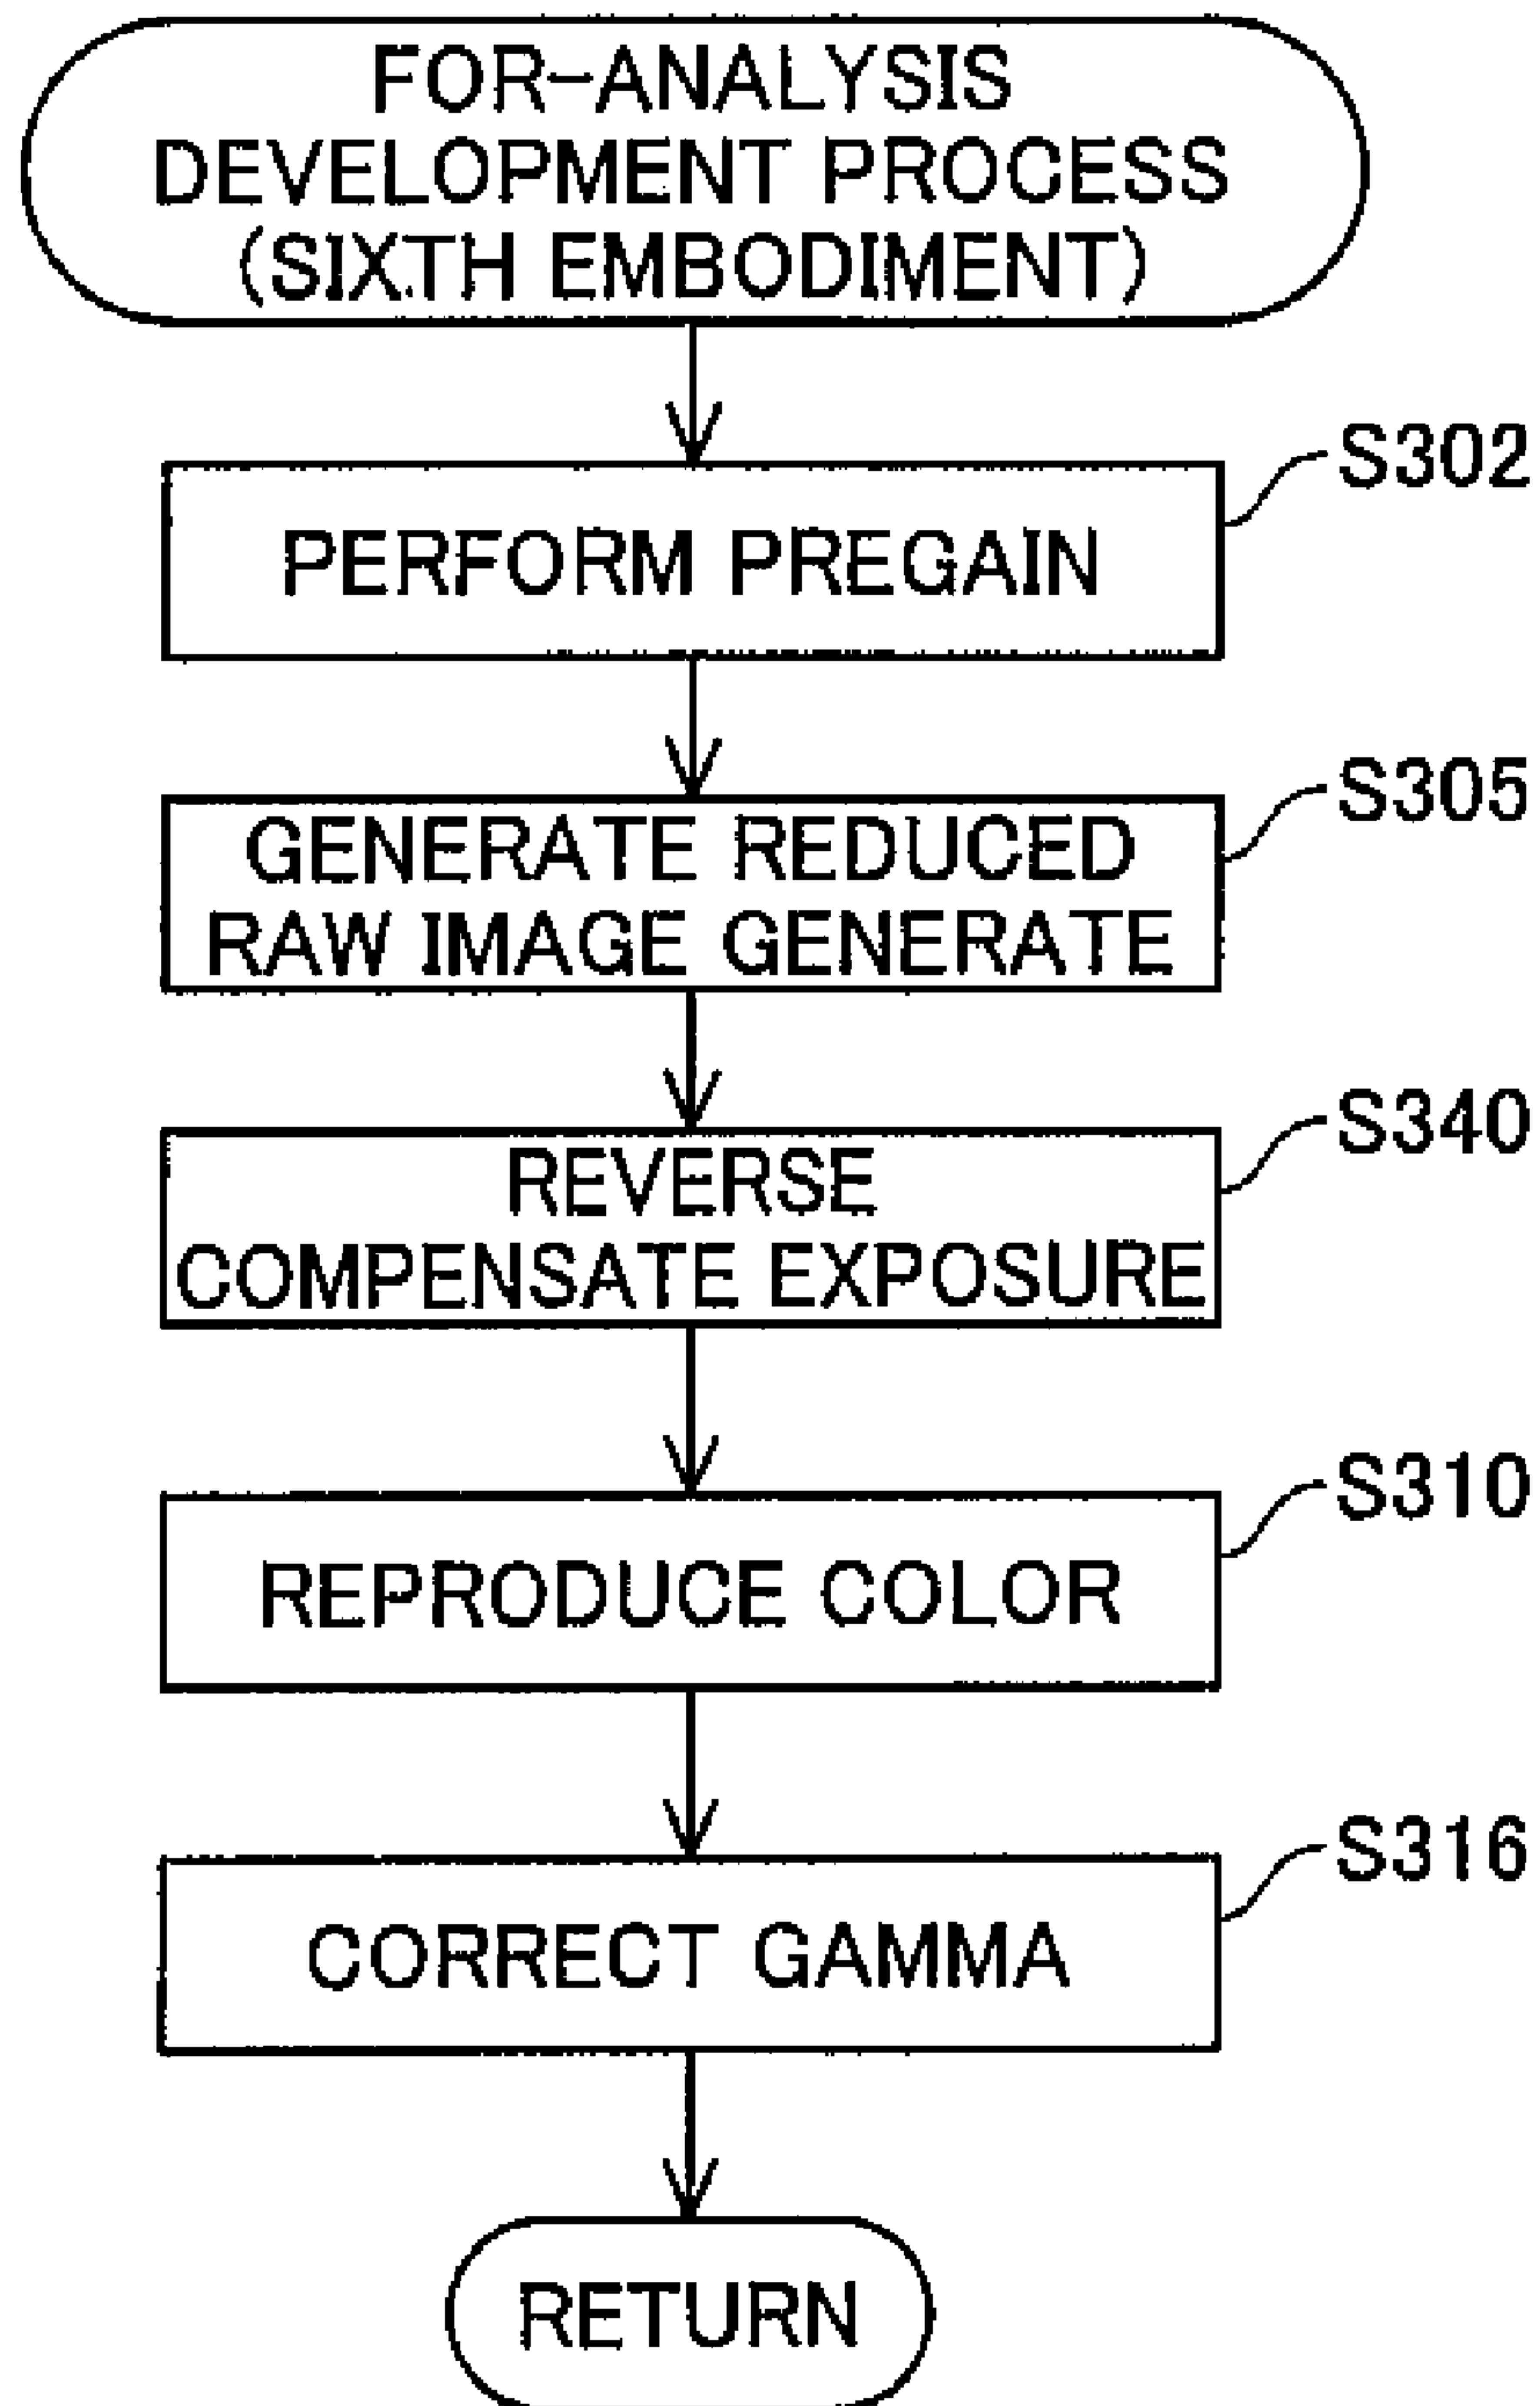 FOR-ANALYSIS
DEVELOPMENT PROCESS
(SIXTH EMBODIMENT)
S302
PERFORM PREGAIN
S305
GENERATE REDUCED
RAW IMAGE GENERATE
S340
REVERSE
COMPENSATE EXPOSURE
S310
REPRODUCE COLOR
S316
CORRECT GAMMA
RETURN